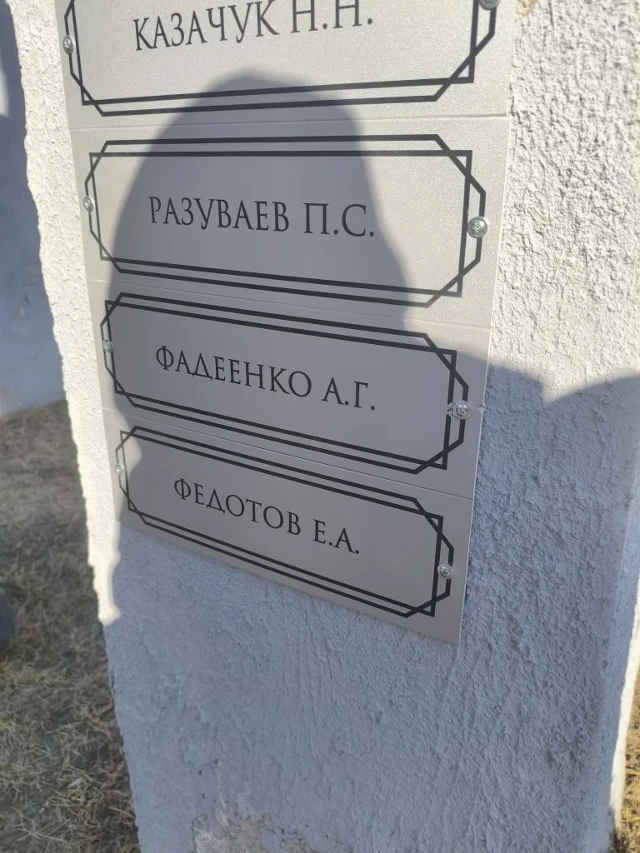 КАЗАЧУК Н.Н.
РАЗУВАЕВ П.С.
ФАДЕЕНКО А.Г.
ФЕДОТОВ Е.А.